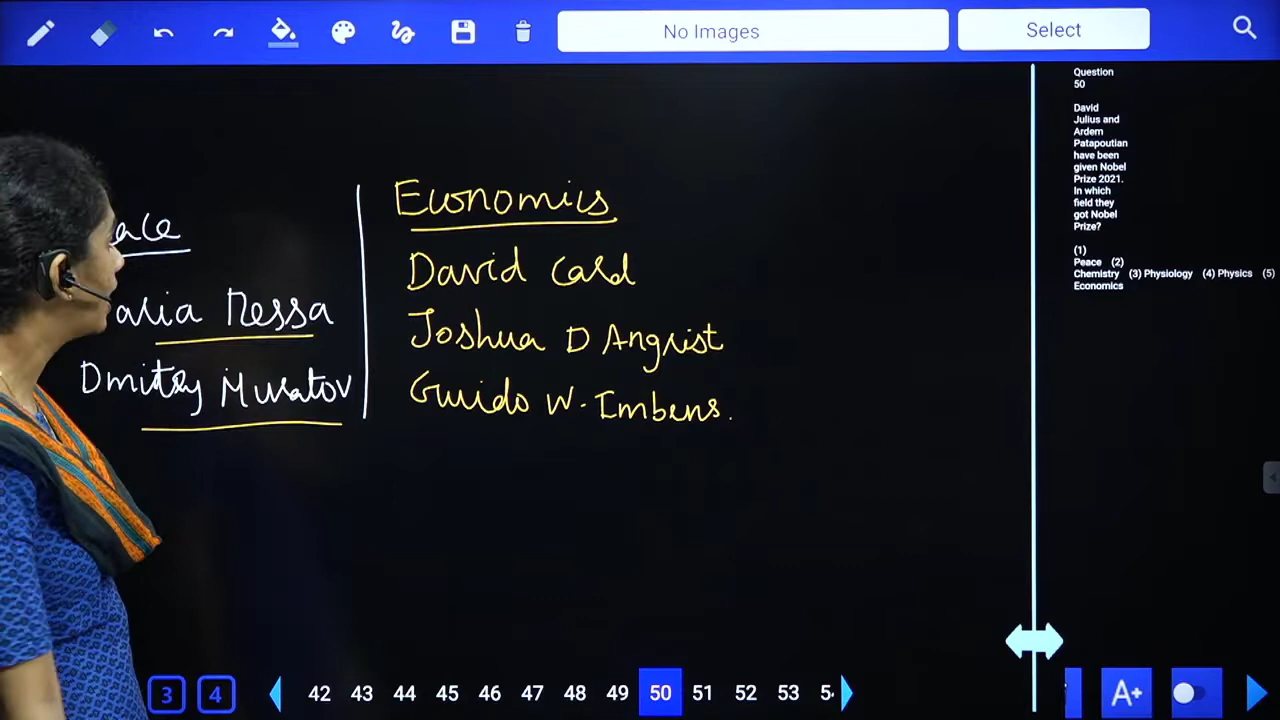 No Images
Select
Question
50
David
Julius and
Ardem
Patapoutian
have been
given Nobel
Prize 2021.
In which
field they
got Nobel
Prize?
(1)
Peace (2)
Chemistry (3) Physiology (4) Physics (5)
Economics
ace
aria Ressa
Dmitry Muratov
Economics
David Card
Joshua D Angrist
Guido W. Imbens.
3 4 42 43 44 45 46 47 48 49 50 51 52 53 5
A+